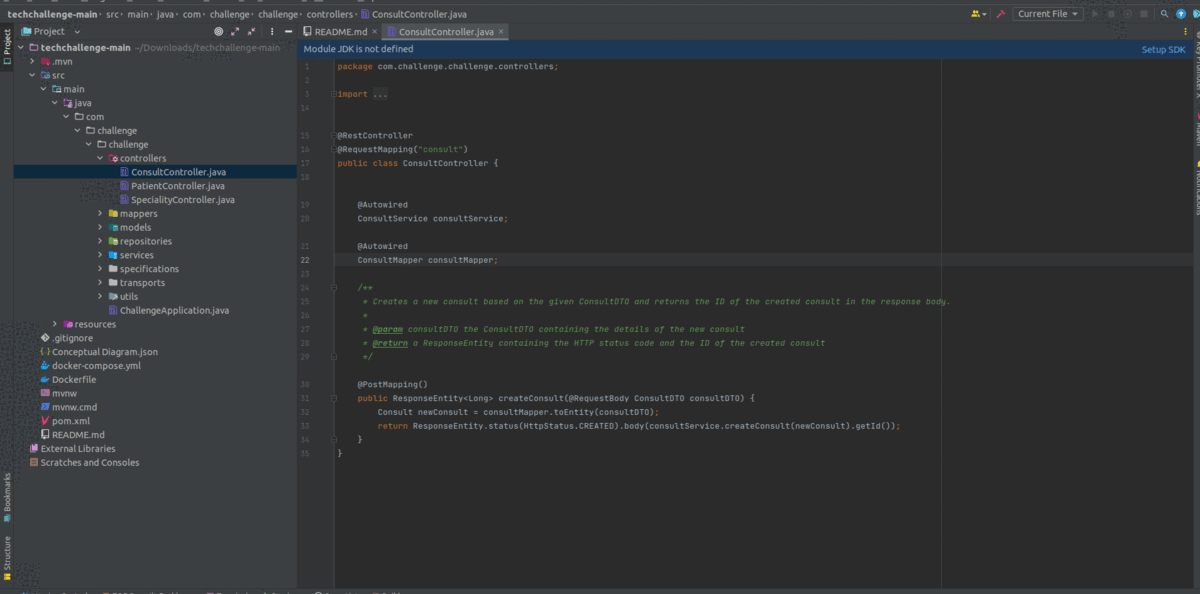 techchallenge-main › src › main › java › com › challenge › challenge › controllers › ConsultController.java
Current File
Project
Project
README.md ×
ConsultController.java ×
Module JDK is not defined
Setup SDK
techchallenge-main ~/Downloads/techchallenge-main
.mvn
src
main
java
com
challenge
challenge
controllers
ConsultController.java
PatientController.java
SpecialityController.java
mappers
models
repositories
services
specifications
transports
utils
ChallengeApplication.java
resources
.gitignore
Conceptual Diagram.json
docker-compose.yml
Dockerfile
mvnw
mvnw.cmd
pom.xml
README.md
External Libraries
Scratches and Consoles
Bookmarks
Structure
1 package com.challenge.challenge.controllers;
2
3 import ...
14
15 @RestController
16 @RequestMapping("consult")
17 public class ConsultController {
18
19 @Autowired
20 ConsultService consultService;
21 @Autowired
22 ConsultMapper consultMapper;
23
24 /**
25 * Creates a new consult based on the given ConsultDTO and returns the ID of the created consult in the response body.
26 *
27 * @param consultDTO the ConsultDTO containing the details of the new consult
28 * @return a ResponseEntity containing the HTTP status code and the ID of the created consult
29 */
30 @PostMapping()
31 public ResponseEntity<Long> createConsult(@RequestBody ConsultDTO consultDTO) {
32 Consult newConsult = consultMapper.toEntity(consultDTO);
33 return ResponseEntity.status(HttpStatus.CREATED).body(consultService.createConsult(newConsult).getId());
34 }
35 }